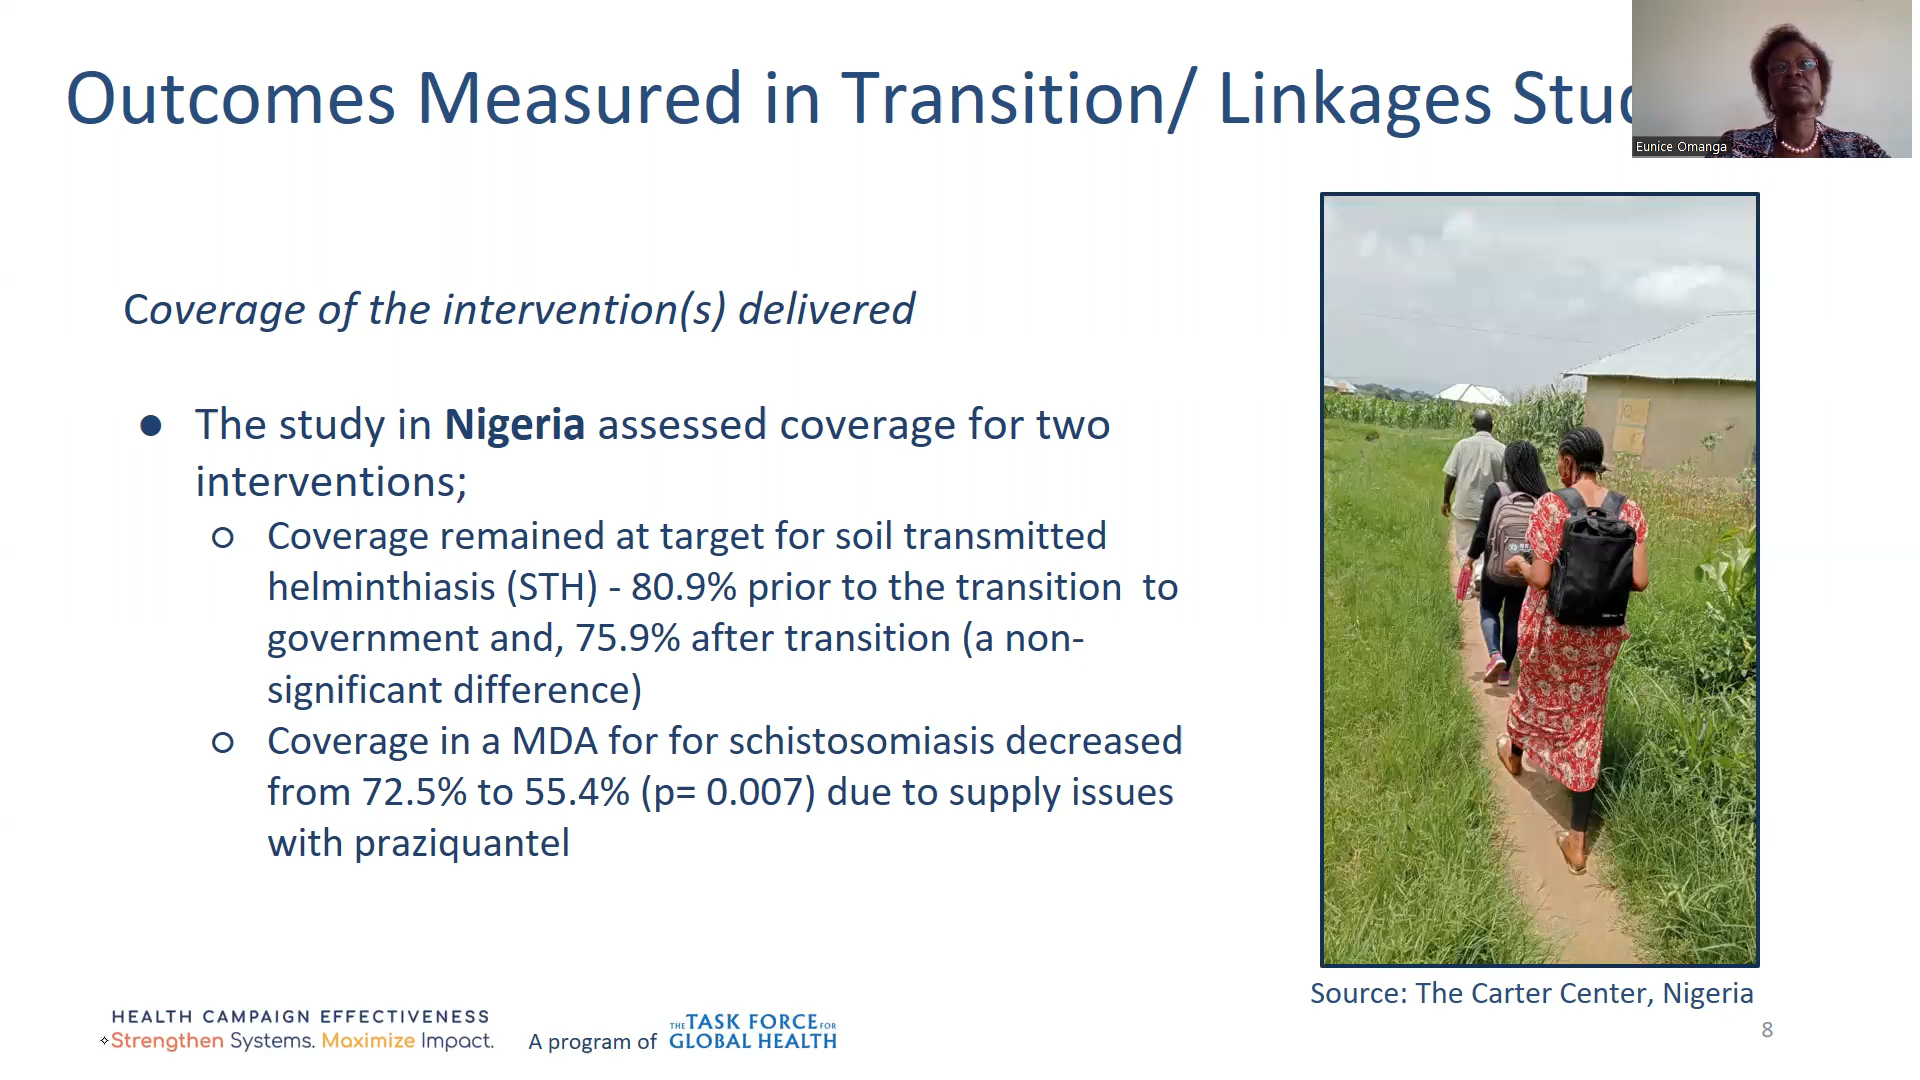 Outcomes Measured in Transition/ Linkages Stu
Eunice Omanga
Coverage of the intervention(s) delivered
● The study in Nigeria assessed coverage for two
interventions;
○ Coverage remained at target for soil transmitted
helminthiasis (STH) - 80.9% prior to the transition to
government and, 75.9% after transition (a non-
significant difference)
○ Coverage in a MDA for for schistosomiasis decreased
from 72.5% to 55.4% (p= 0.007) due to supply issues
with praziquantel
Source: The Carter Center, Nigeria
HEALTH CAMPAIGN EFFECTIVENESS
Strengthen Systems. Maximize Impact.
A program of
THE TASK FORCE FOR
GLOBAL HEALTH
8